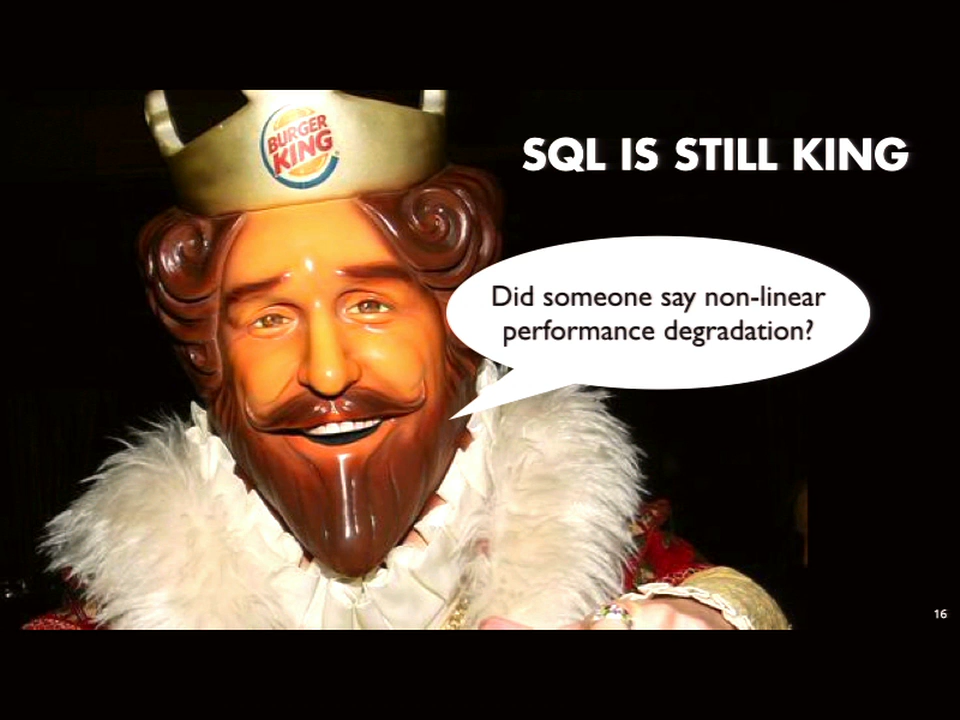 BURGER
KING
SQL IS STILL KING
Did someone say non-linear
performance degradation?
16